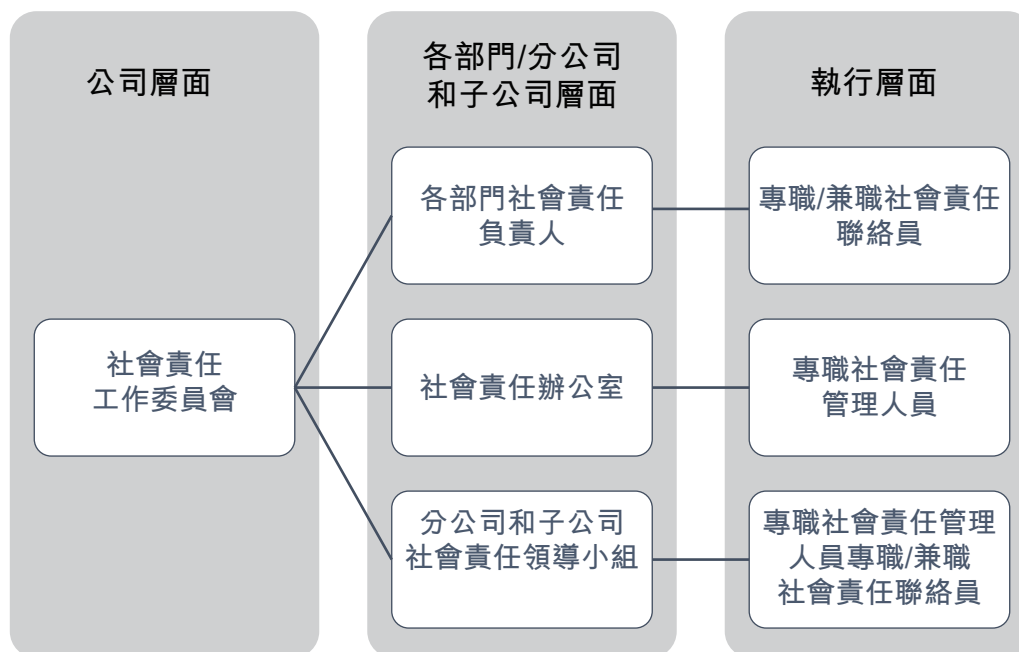 公司層面
社會責任
工作委員會
各部門/分公司
和子公司層面
各部門社會責任
負責人
社會責任辦公室
分公司和子公司
社會責任領導小組
執行層面
專職/兼職社會責任
聯絡員
專職社會責任
管理人員
專職社會責任管理
人員專職/兼職
社會責任聯絡員